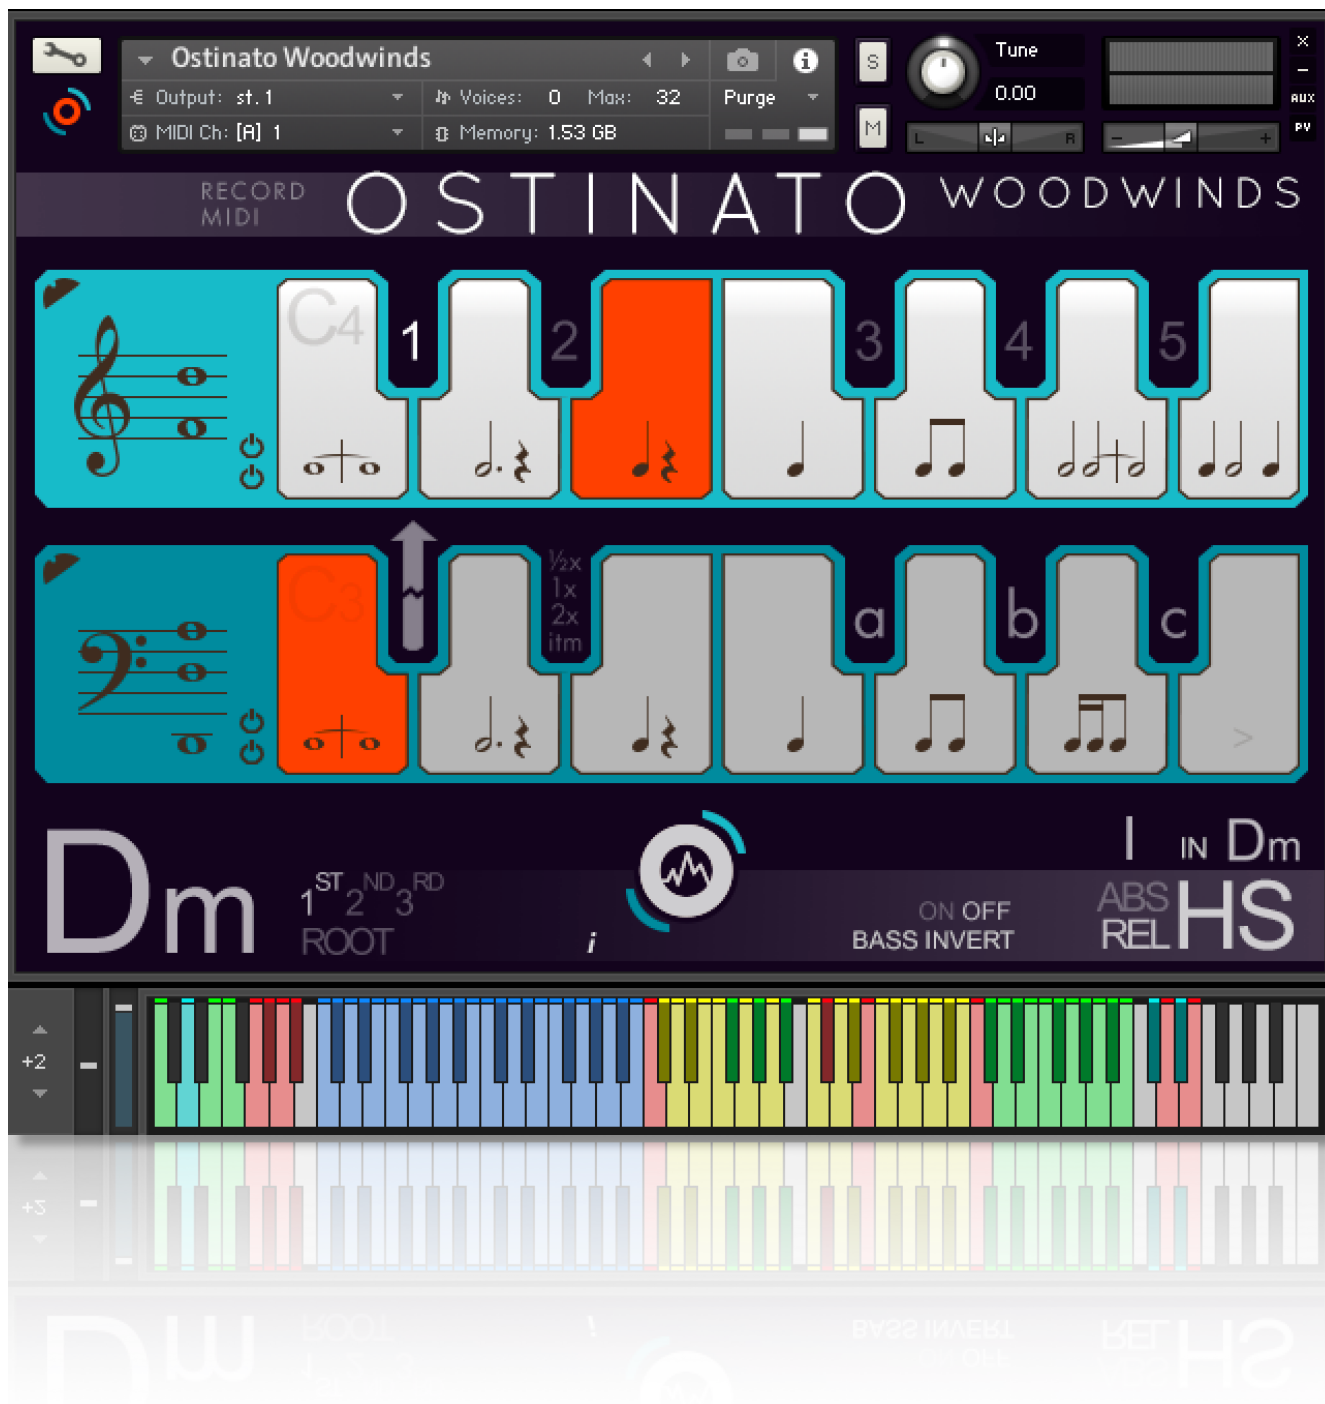 Ostinato Woodwinds
Output: st.1
Voices: 0 Max: 32
Purge
MIDI Ch: [A] 1
Memory: 1.53 GB
S
M
Tune
0.00
L R
- +
×
-
AUX
PV
RECORD
MIDI
OSTINATO WOODWINDS
C4 1 2 3 4 5
C3
½x
1x
2x
itm
a b c
>
Dm
1ST 2ND 3RD
ROOT
i
ON OFF
BASS INVERT
I IN Dm
ABS
REL
HS
+2